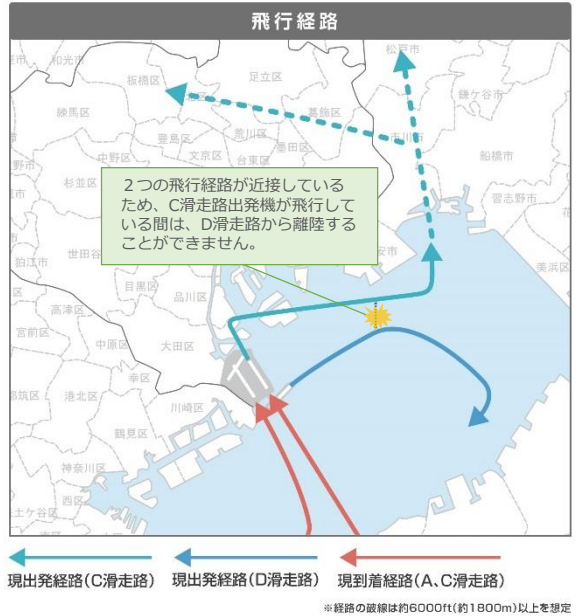 飛行経路
松戸市
和光市
板橋区
足立区
鎌ケ谷市
練馬区
葛飾区
豊島区
荒川区
市川市
中野区
文京区
台東区
墨田区
船橋市
杉並区
習志野市
２つの飛行経路が近接している
ため、C滑走路出発機が飛行して
いる間は、D滑走路から離陸する
ことができません。
世田谷
安市
狛江市
目黒区
品川区
美浜区
高津区
宮前区
中原区
大田区
幸区
都筑区
港北区
川崎区
鶴見区
神奈川区
西区
土ケ谷区
現出発経路(C滑走路)
現出発経路(D滑走路)
現到着経路(A、C滑走路)
※経路の破線は約6000ft(約1800m)以上を想定